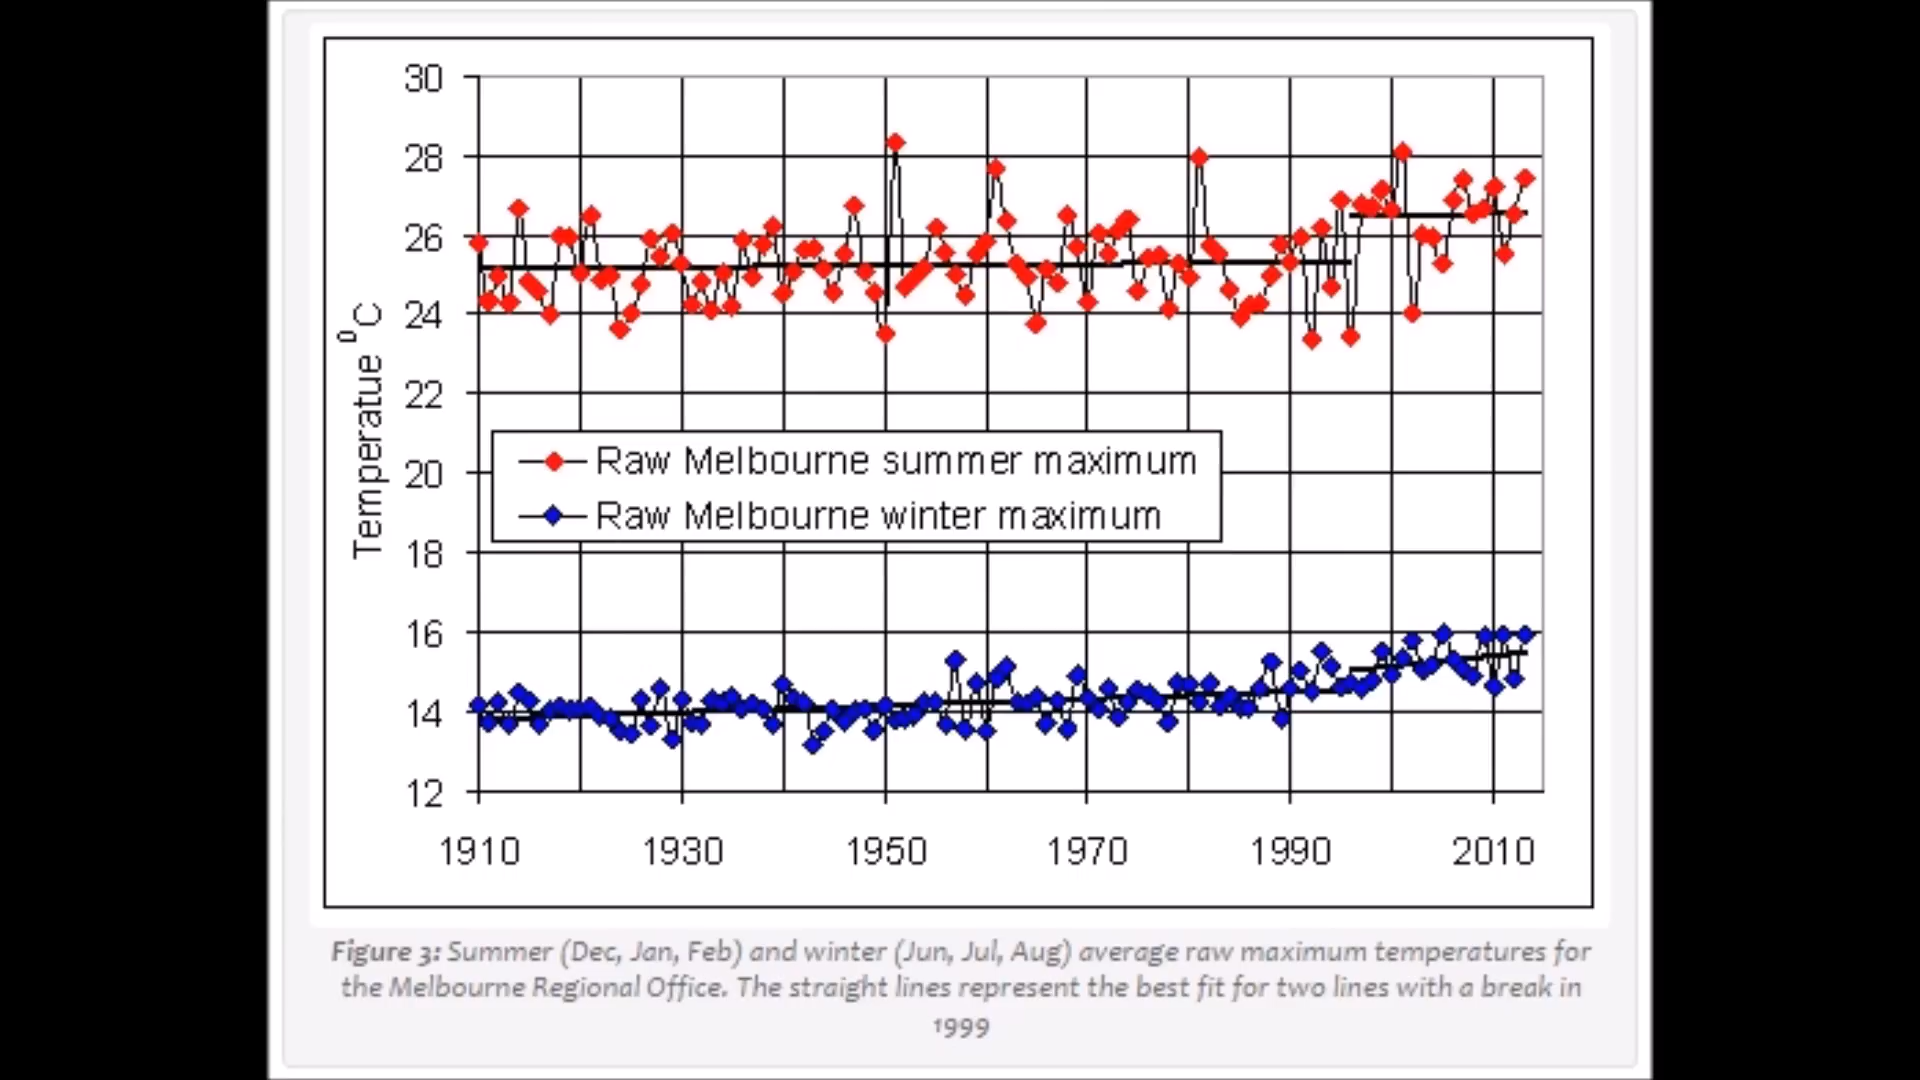 30
28
26
24
22
20
18
16
14
12
Temperatue ⁰C
Raw Melbourne summer maximum
Raw Melbourne winter maximum
1910 1930 1950 1970 1990 2010
Figure 3: Summer (Dec, Jan, Feb) and winter (Jun, Jul, Aug) average raw maximum temperatures for
the Melbourne Regional Office. The straight lines represent the best fit for two lines with a break in
1999